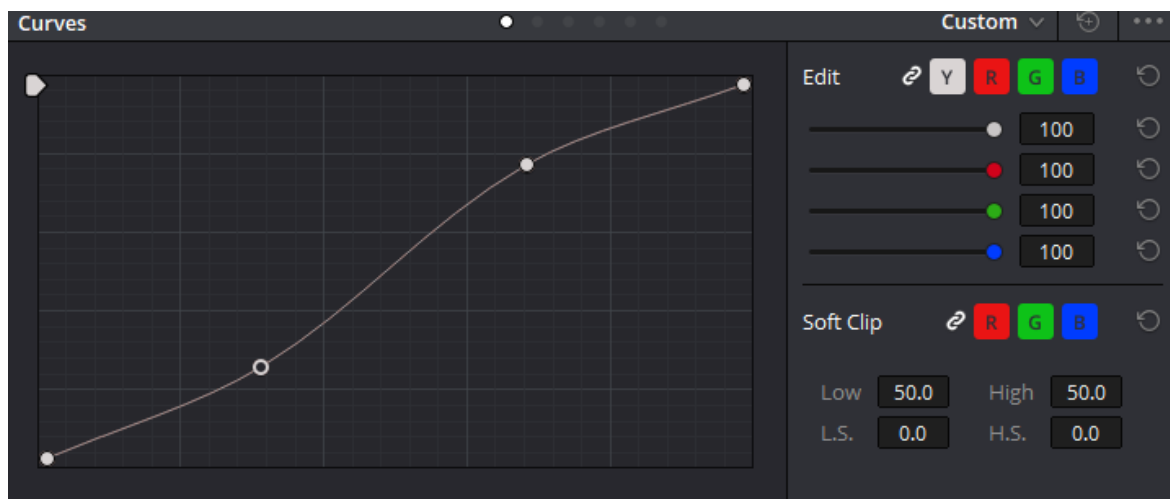 Curves
Custom
Edit Y R G B
100
100
100
100
Soft Clip R G B
Low 50.0 High 50.0
L.S. 0.0 H.S. 0.0